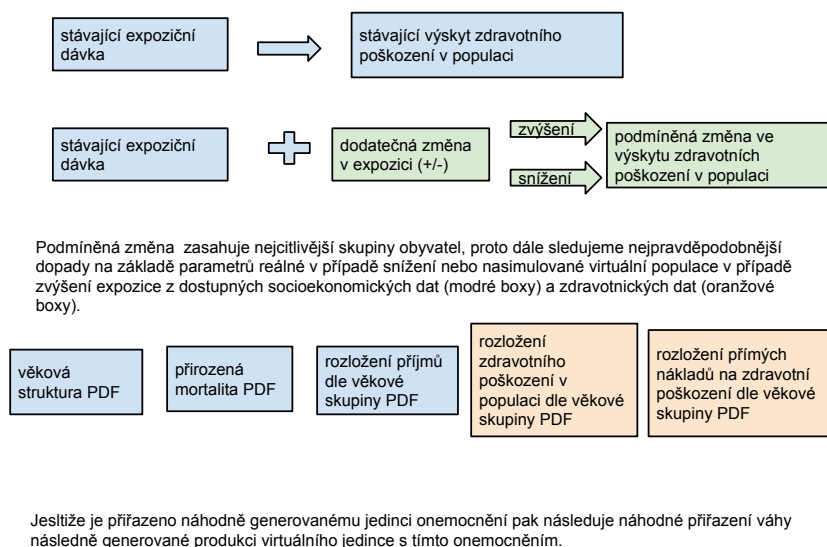 stávající expoziční
dávka
stávající výskyt zdravotního
poškození v populaci
stávající expoziční
dávka
dodatečná změna
v expozici (+/-)
zvýšení
snížení
podmíněná změna ve
výskytu zdravotních
poškození v populaci
Podmíněná změna  zasahuje nejcitlivější skupiny obyvatel, proto dále sledujeme nejpravděpodobnější
dopady na základě parametrů reálné v případě snížení nebo nasimulované virtuální populace v případě
zvýšení expozice z dostupných socioekonomických dat (modré boxy) a zdravotnických dat (oranžové
boxy).
věková
struktura PDF
přirozená
mortalita PDF
rozložení příjmů
dle věkové
skupiny PDF
rozložení
zdravotního
poškození v
populaci dle věkové
skupiny PDF
rozložení přímých
nákladů na zdravotní
poškození dle věkové
skupiny PDF
Jesltiže je přiřazeno náhodně generovanému jedinci onemocnění pak následuje náhodné přiřazení váhy
následně generované produkci virtuálního jedince s tímto onemocněním.